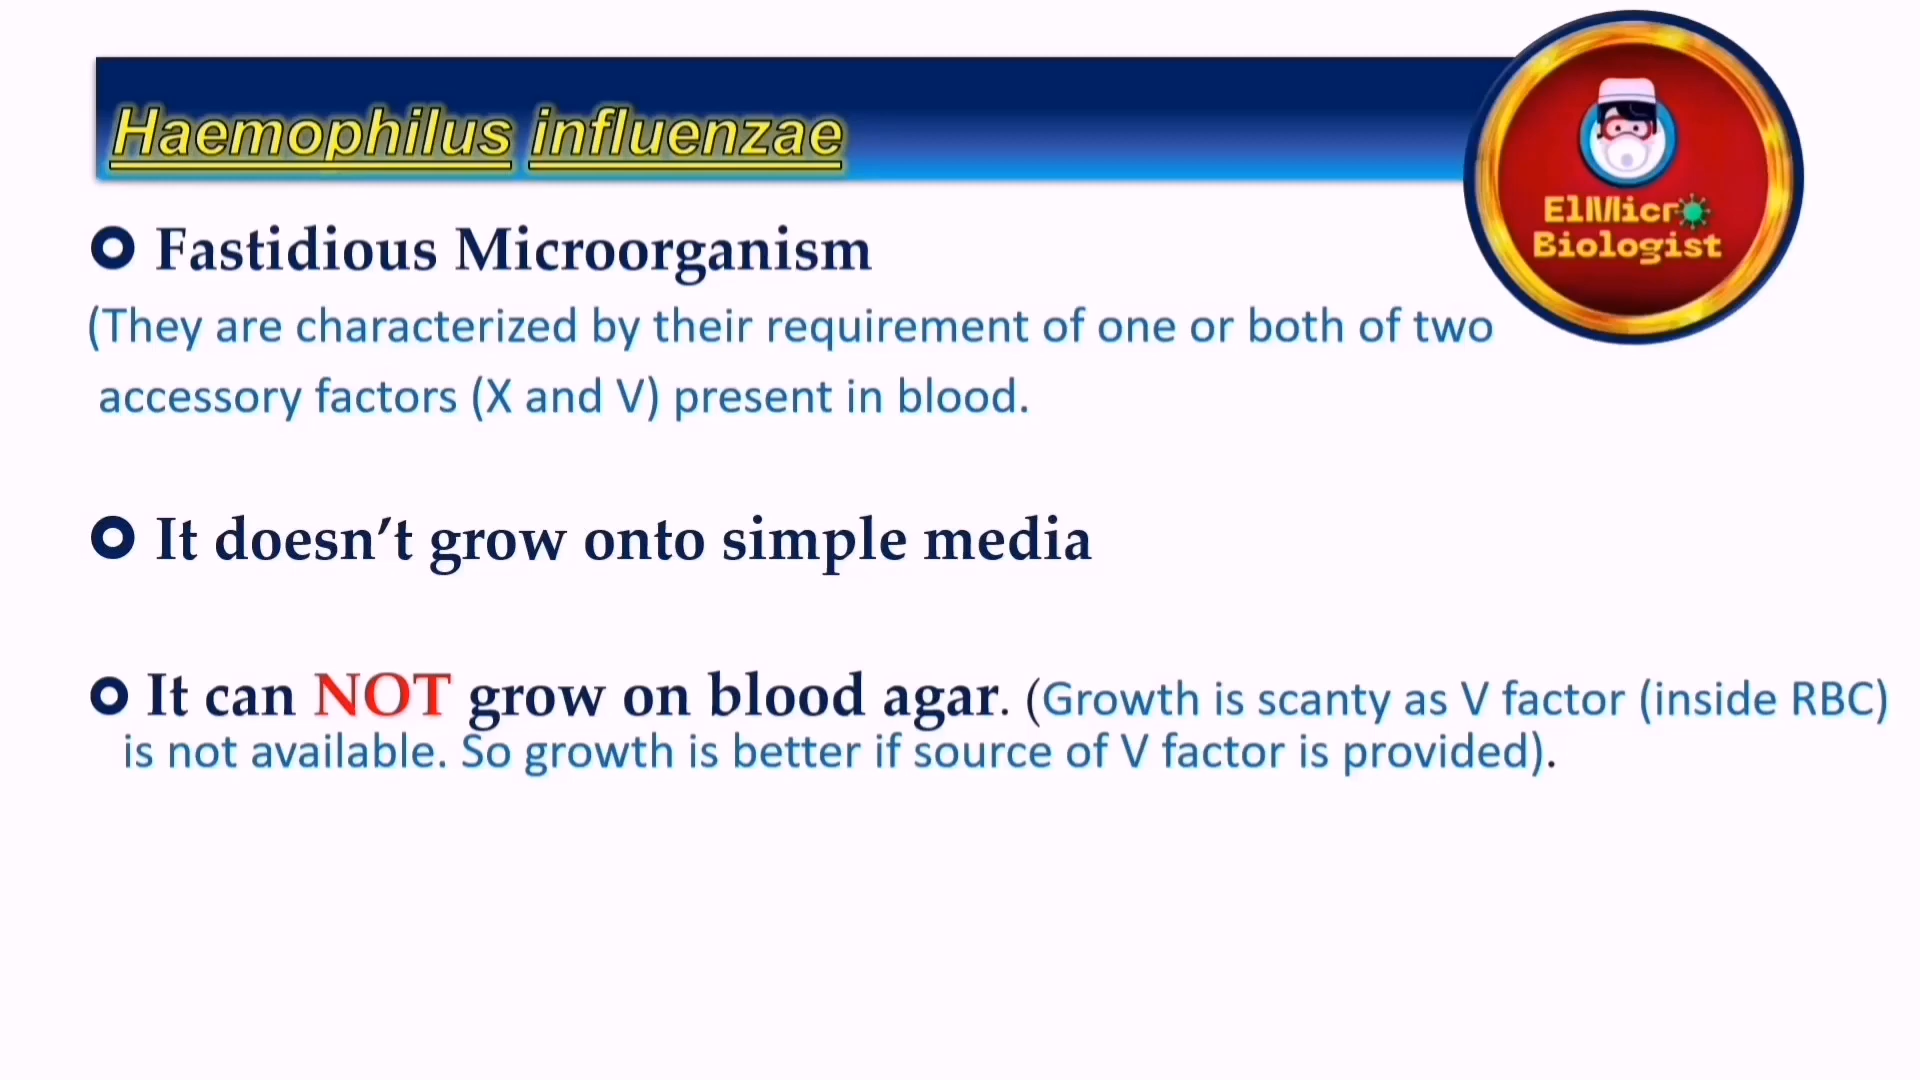 Haemophilus influenzae
ElMicro
Biologist
Fastidious Microorganism
(They are characterized by their requirement of one or both of two
accessory factors (X and V) present in blood.
It doesn’t grow onto simple media
It can NOT grow on blood agar. (Growth is scanty as V factor (inside RBC)
is not available. So growth is better if source of V factor is provided).